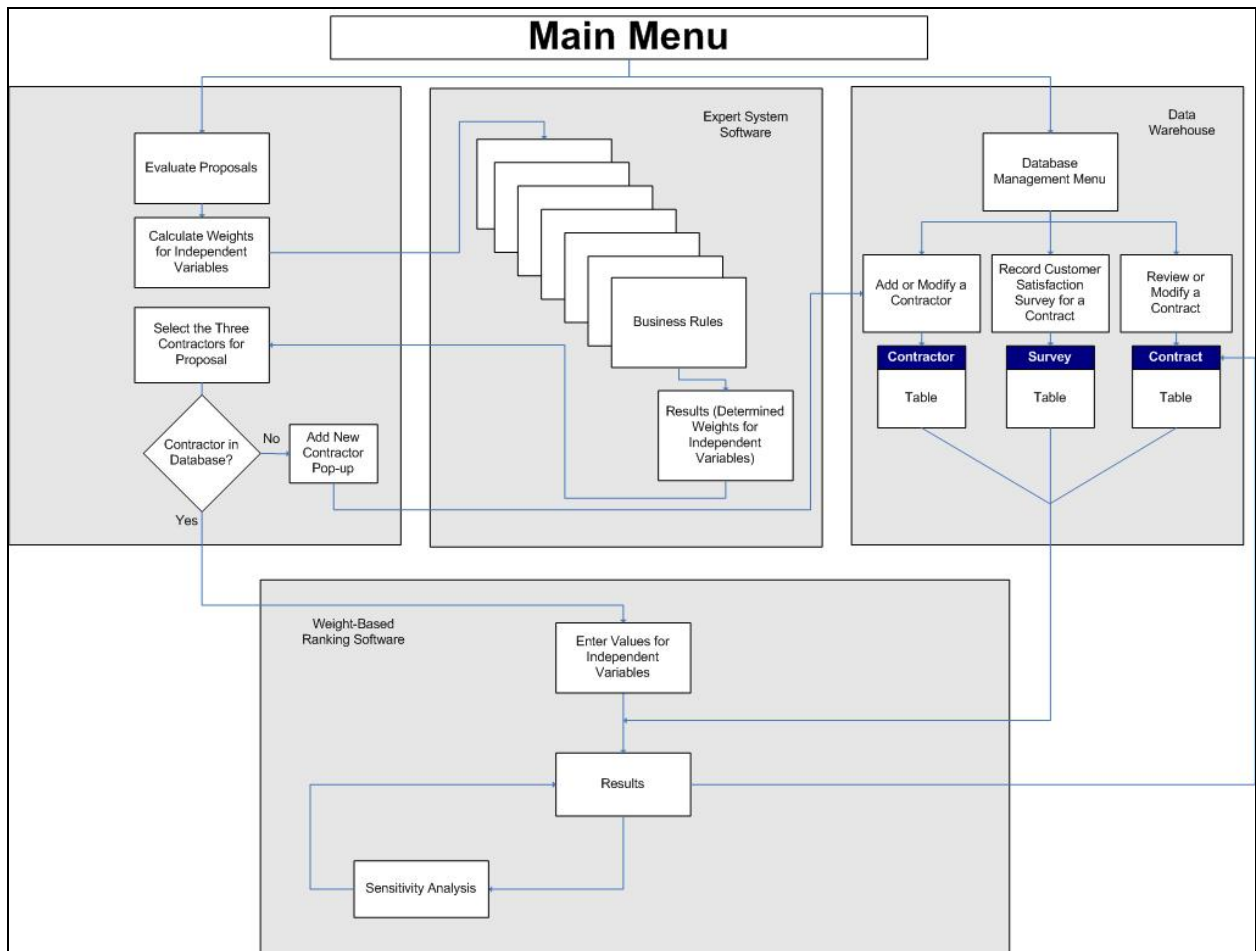 Main Menu
Evaluate Proposals
Calculate Weights
for Independent
Variables
Select the Three
Contractors for
Proposal
Contractor in
Database?
No
Yes
Add New
Contractor
Pop-up
Expert System
Software
Business Rules
Results (Determined
Weights for
Independent
Variables)
Data
Warehouse
Database
Management Menu
Add or Modify a
Contractor
Record Customer
Satisfaction
Survey for a
Contract
Review or
Modify a
Contract
Contractor
Table
Survey
Table
Contract
Table
Weight-Based
Ranking Software
Enter Values for
Independent
Variables
Results
Sensitivity Analysis